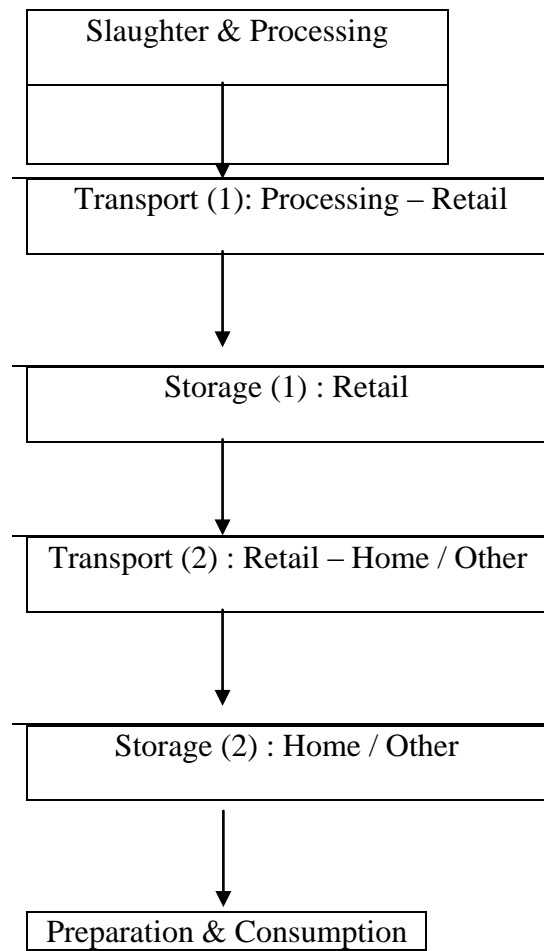 Slaughter & Processing
Transport (1): Processing – Retail
Storage (1) : Retail
Transport (2) : Retail – Home / Other
Storage (2) : Home / Other
Preparation & Consumption